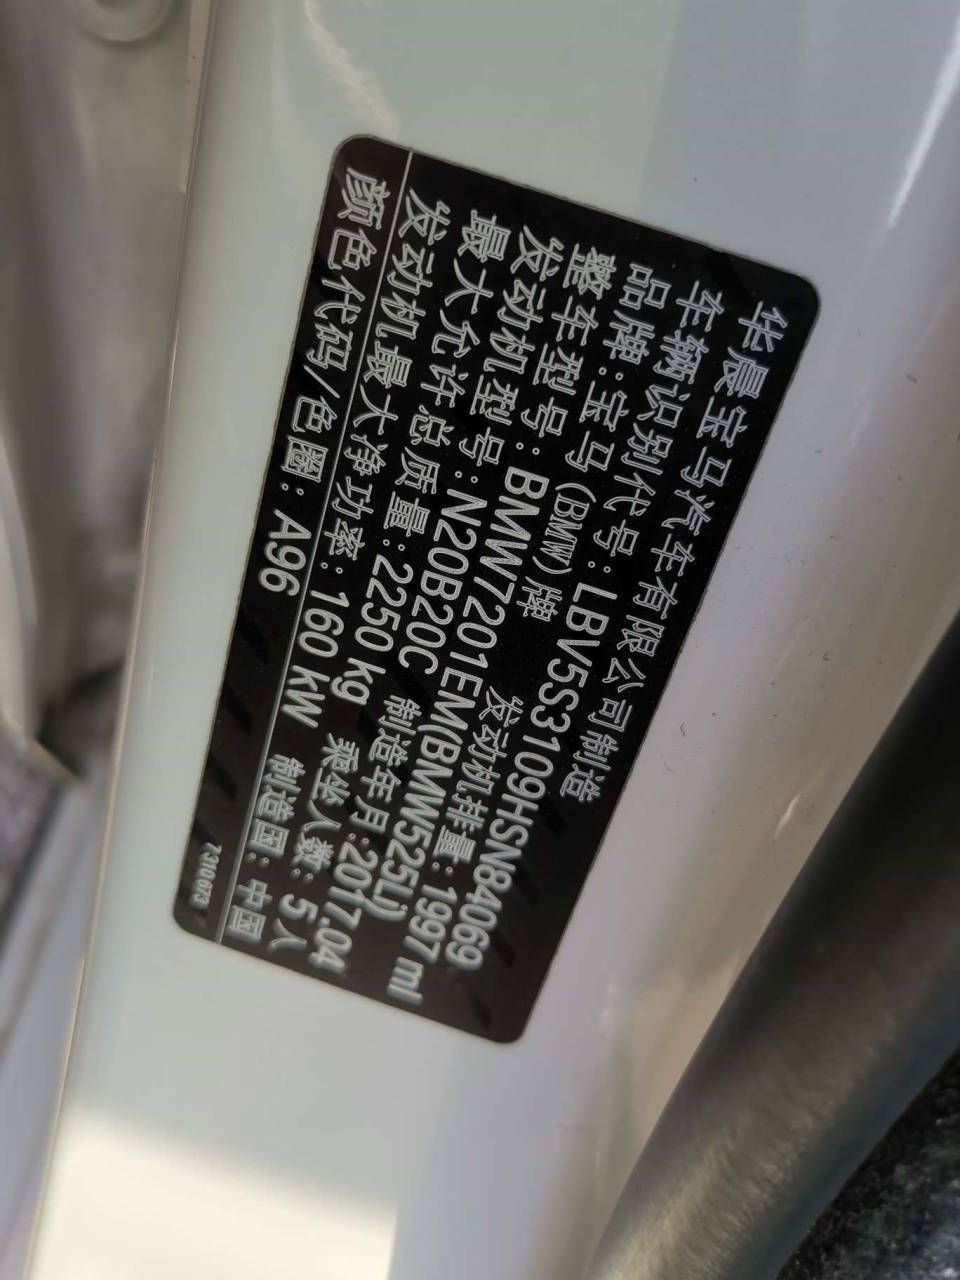 华晨宝马汽车有限公司制造
车辆识别代号：LBV5S3109HSN84069
品牌：宝马（BMW）牌
整车型号：BMW7201EM(BMW525Li)
发动机型号：N20B20C 发动机排量：1997 ml
最大允许总质量：2250 kg 制造年月：2017.04
发动机最大净功率：160 kW 乘坐人数：5 人
颜色代码/色圈：A96 制造国：中国
7310673